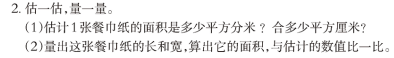 2. 估一估,量一量。
(1)估计1张餐巾纸的面积是多少平方分米？合多少平方厘米?
(2)量出这张餐巾纸的长和宽,算出它的面积,与估计的数值比一比。